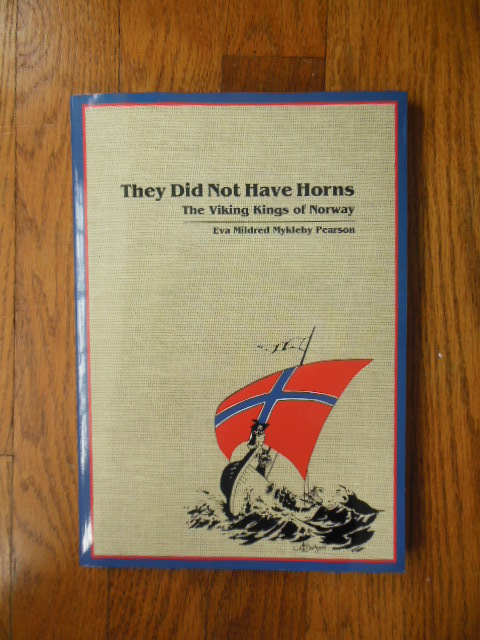 They Did Not Have Horns
The Viking Kings of Norway
Eva Mildred Mykleby Pearson